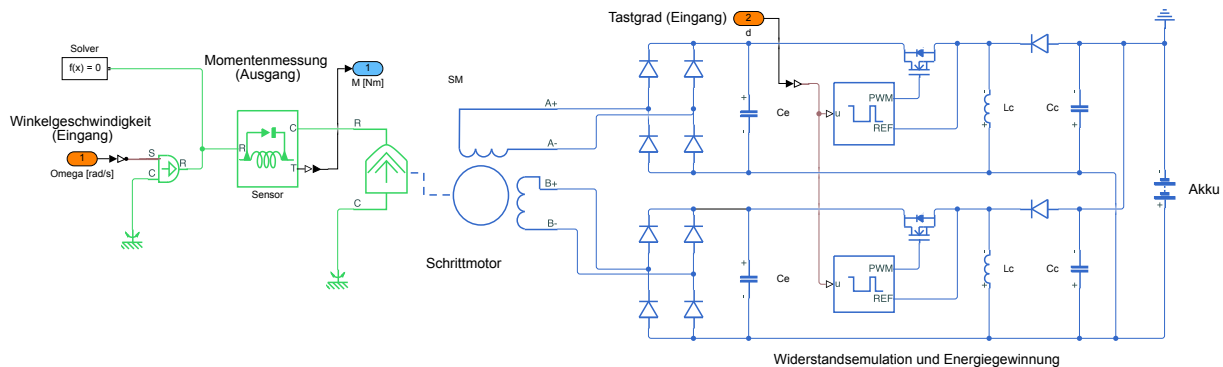 Solver
f(x) = 0
Momentenmessung
(Ausgang)
1
M [Nm]
Winkelgeschwindigkeit
(Eingang)
1
Omega [rad/s]
S
C
R
R
C
T
Sensor
R
C
SM
A+
A-
B+
B-
Schrittmotor
Tastgrad (Eingang)
2
d
+
-
Ce
u
PWM
REF
-
+
Lc
-
+
Cc
+
-
Ce
u
PWM
REF
-
+
Lc
-
+
Cc
-
+
Akku
Widerstandsemulation und Energiegewinnung